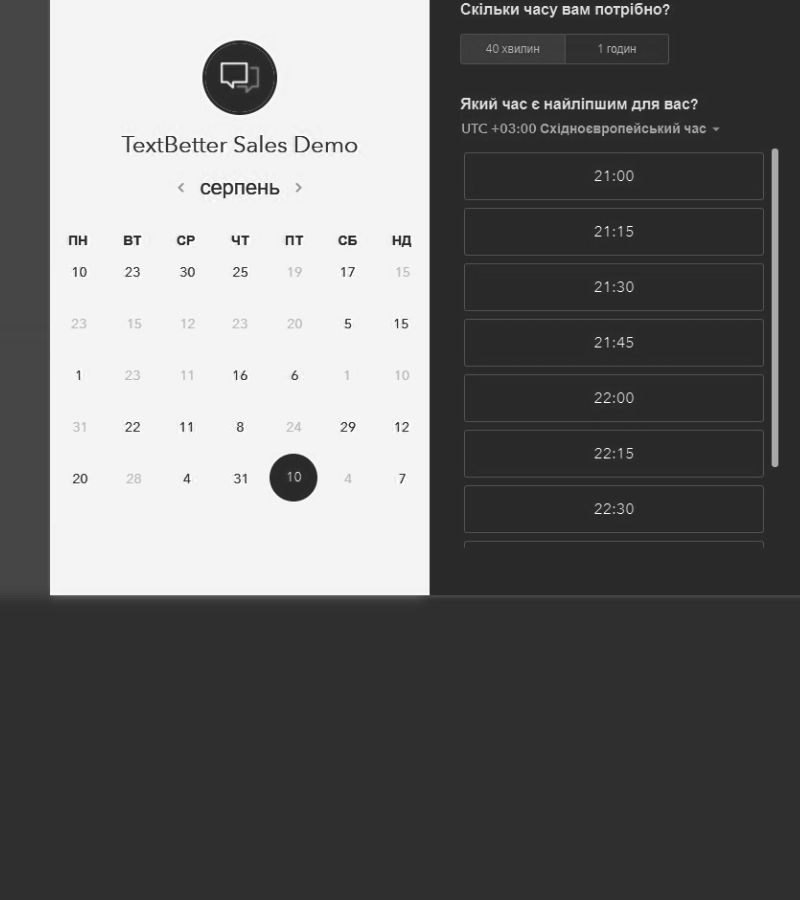 TextBetter Sales Demo
серпень
ПН ВТ СР ЧТ ПТ СБ НД
10 23 30 25 19 17 15
23 15 12 23 20 5 15
1 23 11 16 6 1 10
31 22 11 8 24 29 12
20 28 4 31 10 4 7
Скільки часу вам потрібно?
40 хвилин 1 годин
Який час є найліпшим для вас?
UTC +03:00 Східноєвропейський час
21:00
21:15
21:30
21:45
22:00
22:15
22:30